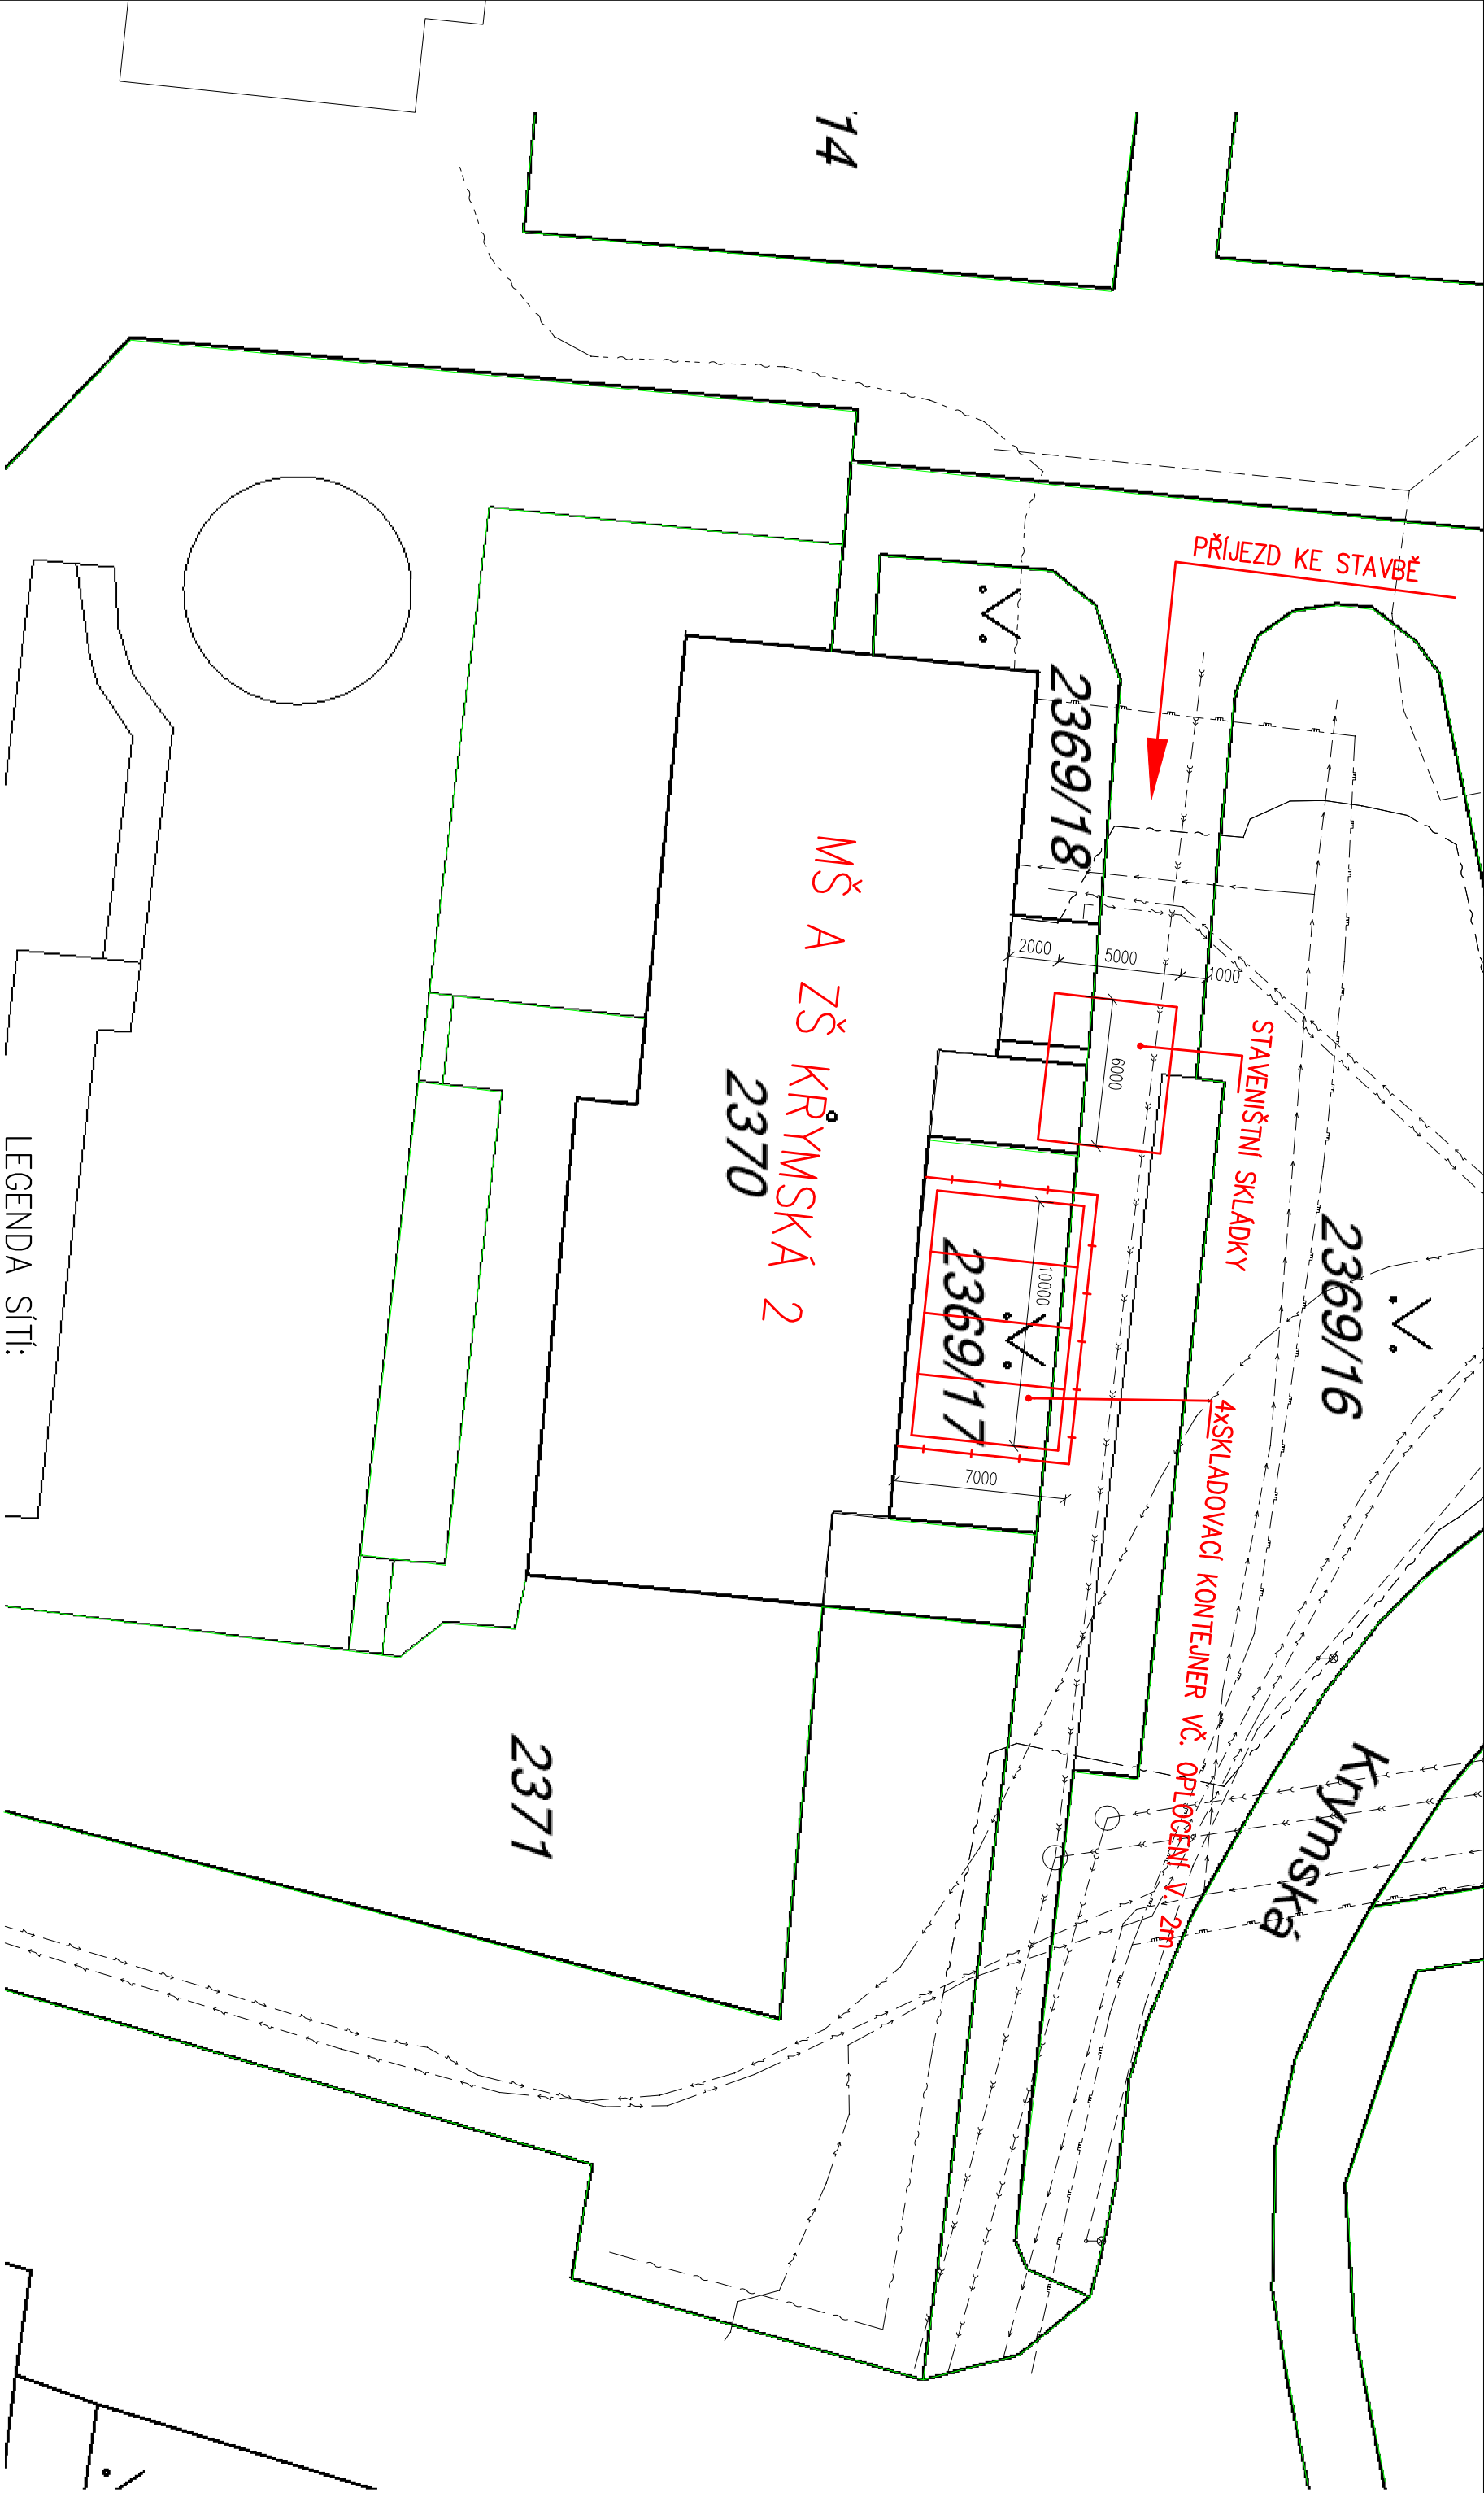 14
PŘÍJEZD KE STAVBĚ
2369/18
MŠ A ZŠ KRYMSKÁ 2
2370
2000
5000
1000
6000
STAVENIŠTNÍ SKLÁDKY
2369/16
2369/17
10000
7000
4xSKLADOVACÍ KONTEJNER VČ. OPLOCENÍ V. 2m
LEGENDA SÍTÍ:
2371
Krymská